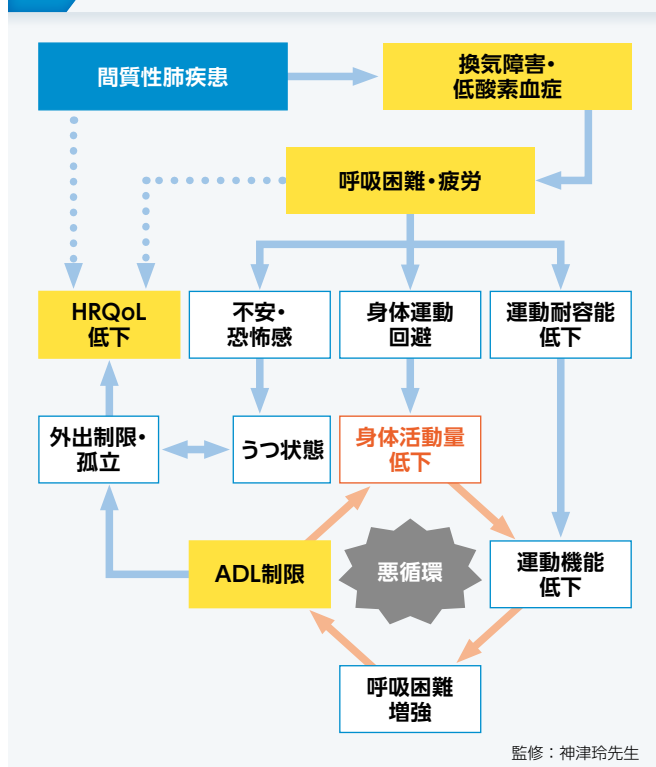 間質性肺疾患
換気障害・
低酸素血症
呼吸困難・疲労
HRQoL
低下
不安・
恐怖感
身体運動
回避
運動耐容能
低下
外出制限・
孤立
うつ状態
身体活動量
低下
ADL制限
悪循環
運動機能
低下
呼吸困難
増強
監修：神津玲先生